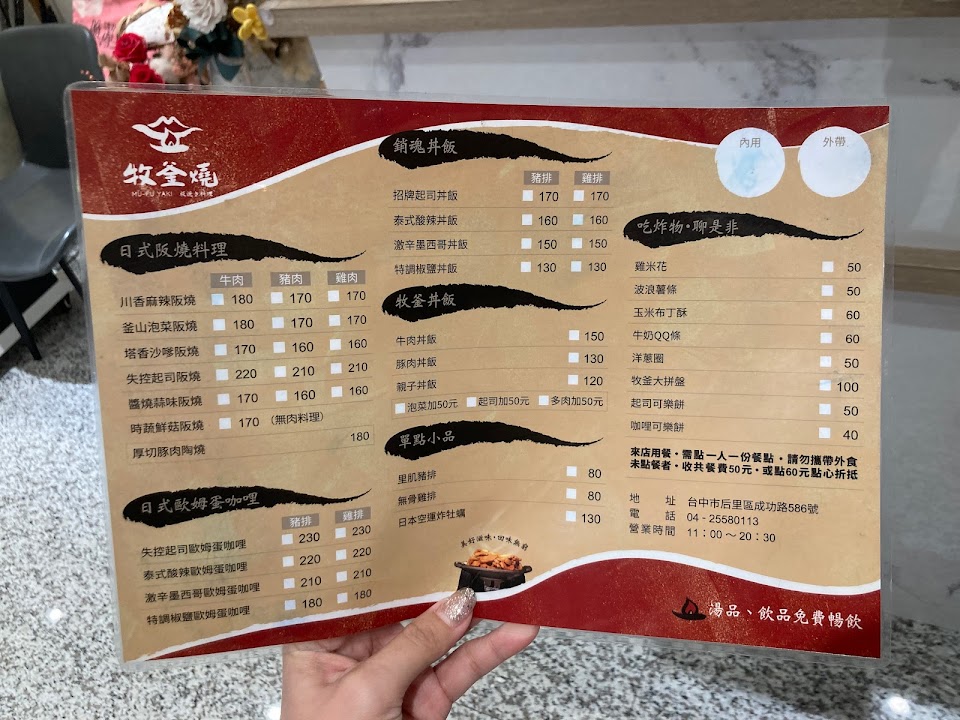 牧釜燒
MU FU YAKI 阪燒き料理
日式阪燒料理
牛肉 豬肉 雞肉
川香麻辣阪燒 180 170 170
釜山泡菜阪燒 180 170 170
塔香沙嗲阪燒 170 160 160
失控起司阪燒 220 210 210
醬燒蒜味阪燒 170 160 160
時蔬鮮菇阪燒 170 (無肉料理)
厚切豚肉陶燒 180
日式歐姆蛋咖哩
豬排 雞排
失控起司歐姆蛋咖哩 230 230
泰式酸辣歐姆蛋咖哩 220 220
激辛墨西哥歐姆蛋咖哩 210 210
特調椒鹽歐姆蛋咖哩 180 180
銷魂丼飯
豬排 雞排
招牌起司丼飯 170 170
泰式酸辣丼飯 160 160
激辛墨西哥丼飯 150 150
特調椒鹽丼飯 130 130
牧釜丼飯
牛肉丼飯 150
豚肉丼飯 130
親子丼飯 120
泡菜加50元 起司加50元 多肉加50元
單點小品
里肌豬排 80
無骨雞排 80
日本空運炸牡蠣 130
美好滋味•回味無窮
內用 外帶
吃炸物•聊是非
雞米花 50
波浪薯條 50
玉米布丁酥 60
牛奶QQ條 60
洋蔥圈 50
牧釜大拼盤 100
起司可樂餅 50
咖哩可樂餅 40
來店用餐•需點一人一份餐點•請勿攜帶外食
未點餐者•收共餐費50元•或點60元點心折抵
地 址 台中市后里區成功路586號
電 話 04 - 25580113
營業時間 11：00 ～ 20：30
湯品、飲品免費暢飲